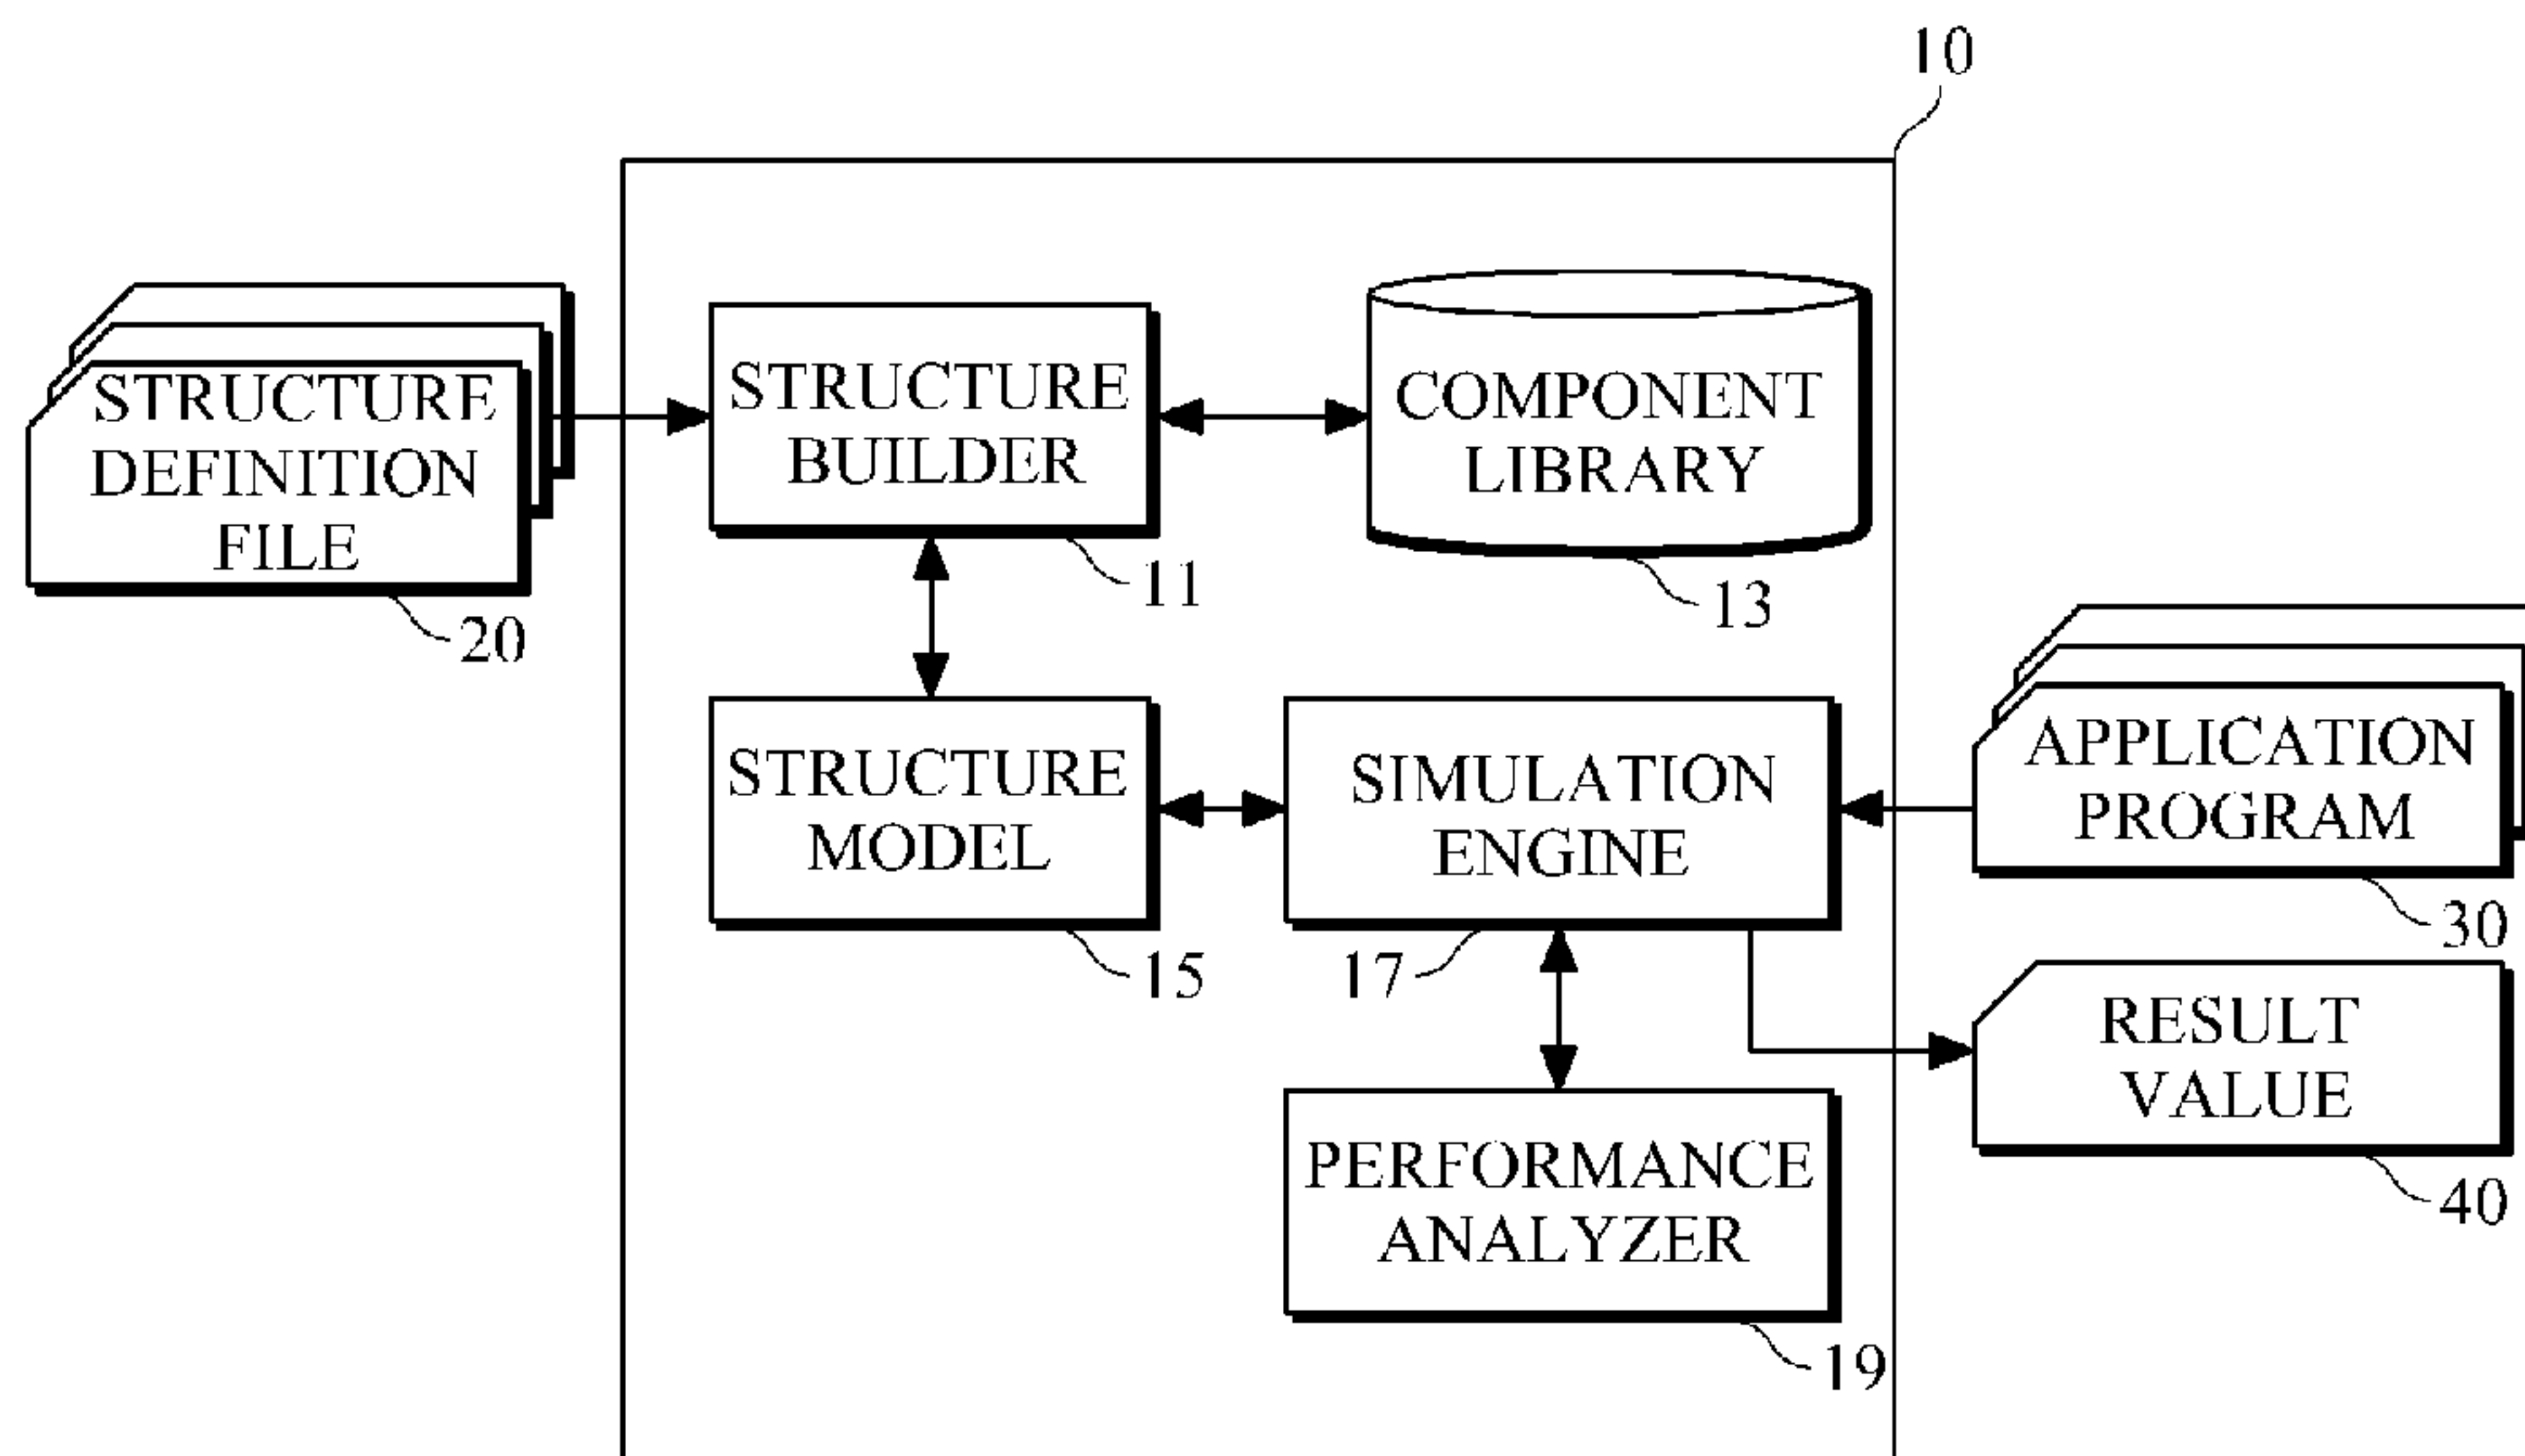 10
STRUCTURE
DEFINITION
FILE
20
STRUCTURE
BUILDER
11
COMPONENT
LIBRARY
13
STRUCTURE
MODEL
15
SIMULATION
ENGINE
17
APPLICATION
PROGRAM
30
RESULT
VALUE
40
PERFORMANCE
ANALYZER
19